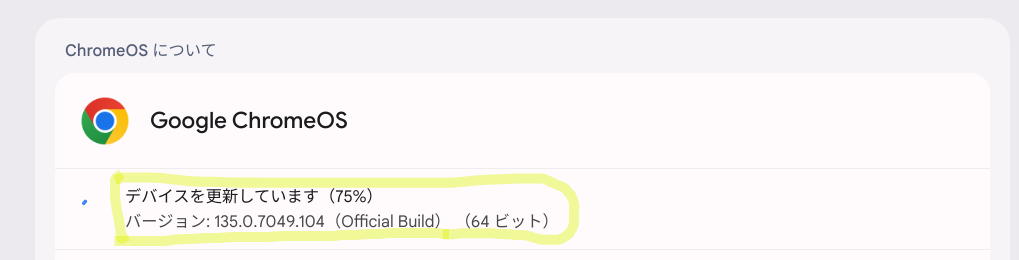 ChromeOS について
Google ChromeOS
デバイスを更新しています（75%）
バージョン: 135.0.7049.104（Official Build） （64 ビット）